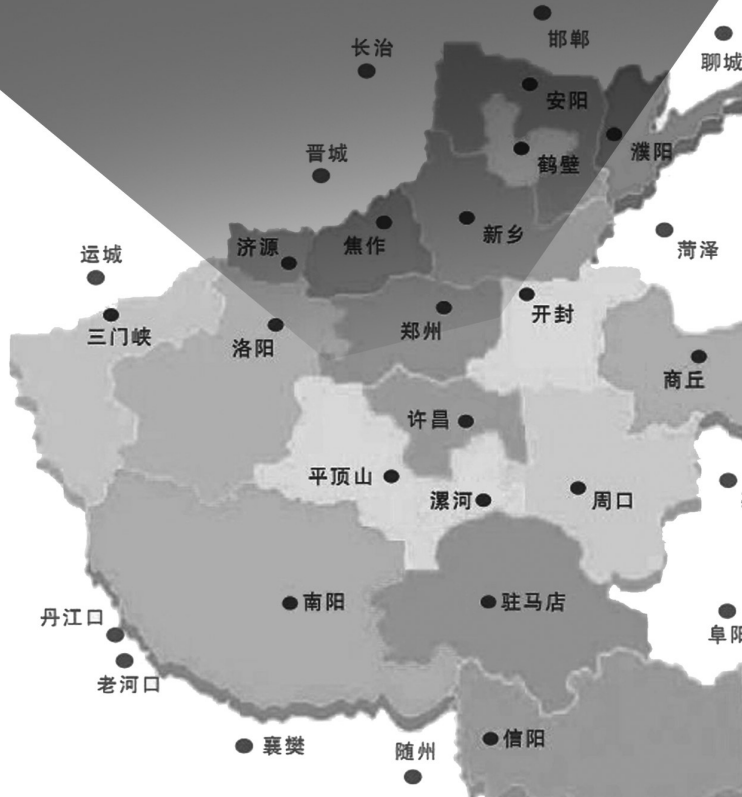 邯郸
长治
聊城
安阳
濮阳
鹤壁
晋城
新乡
济源
焦作
菏泽
运城
开封
郑州
三门峡
洛阳
商丘
许昌
平顶山
漯河
周口
南阳
驻马店
丹江口
阜阳
老河口
信阳
襄樊
随州